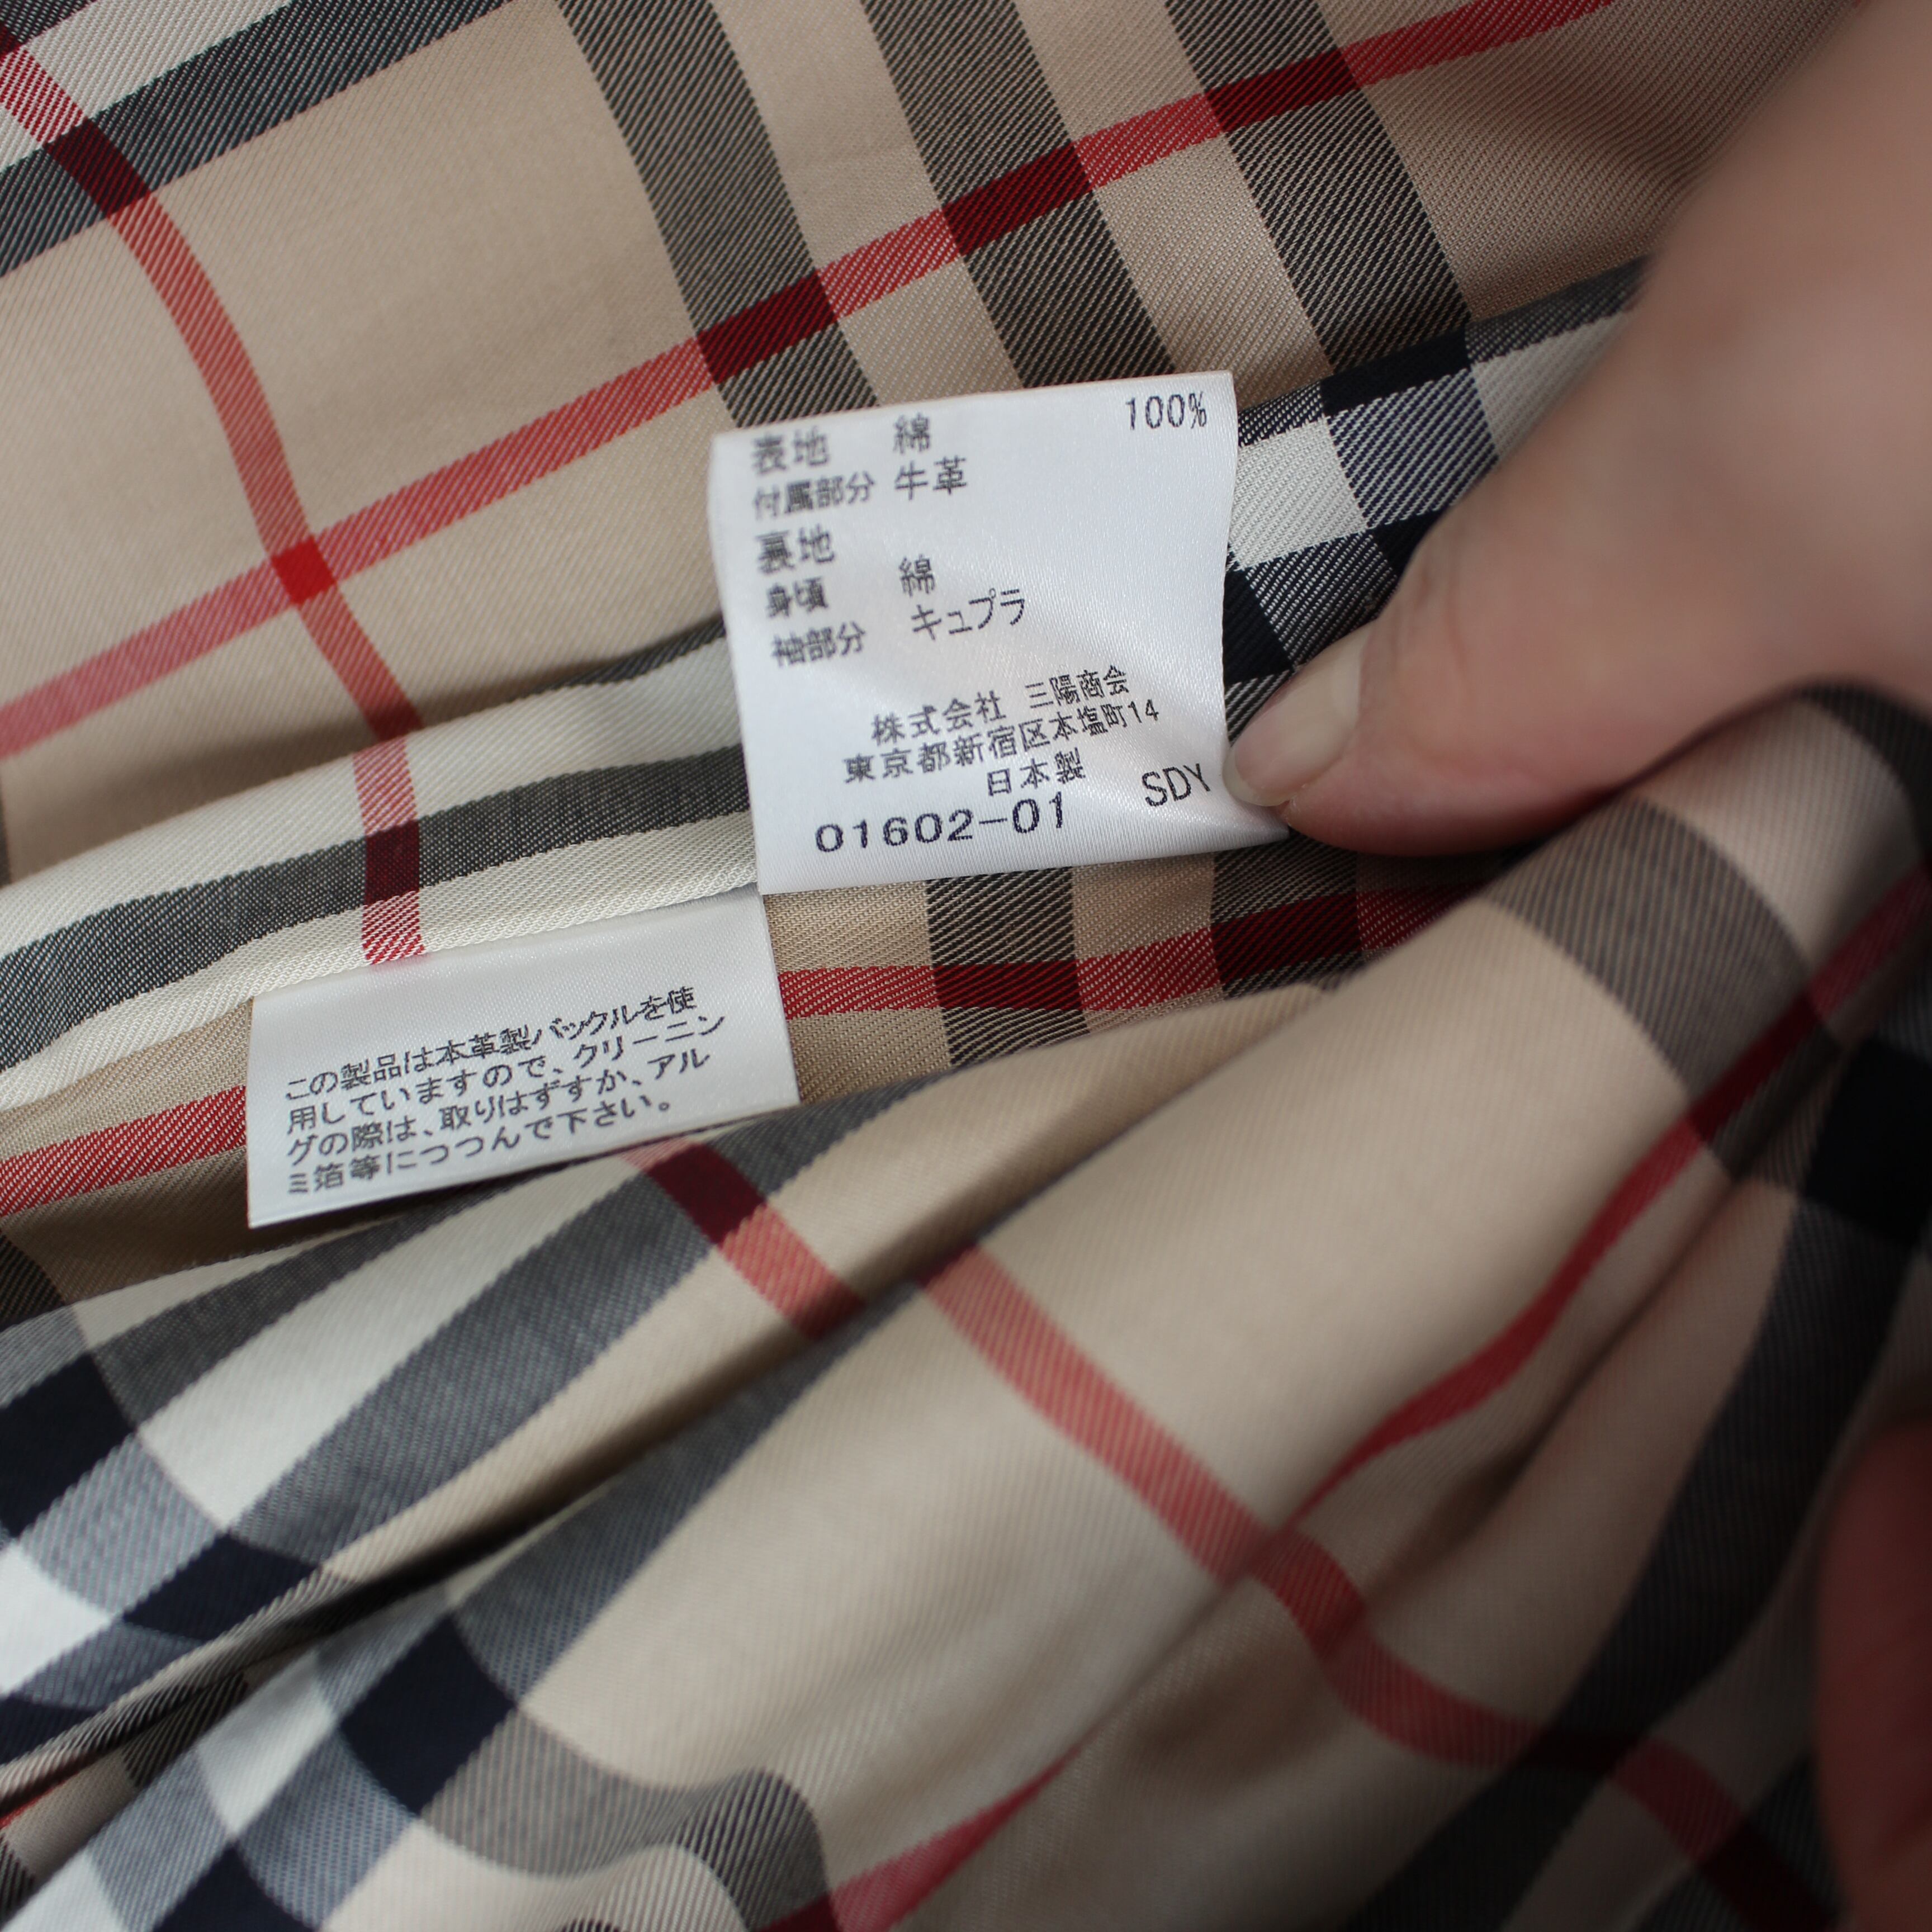 表地 綿 100%
付属部分 牛革
裏地
身頃 綿
袖部分 キュプラ
株式会社 三陽商会
東京都新宿区本塩町14
日本製 SDY
01602-01
この製品は本革製バックルを使
用していますので、クリーニン
グの際は、取りはずすか、アル
ミ箔等につつんで下さい。